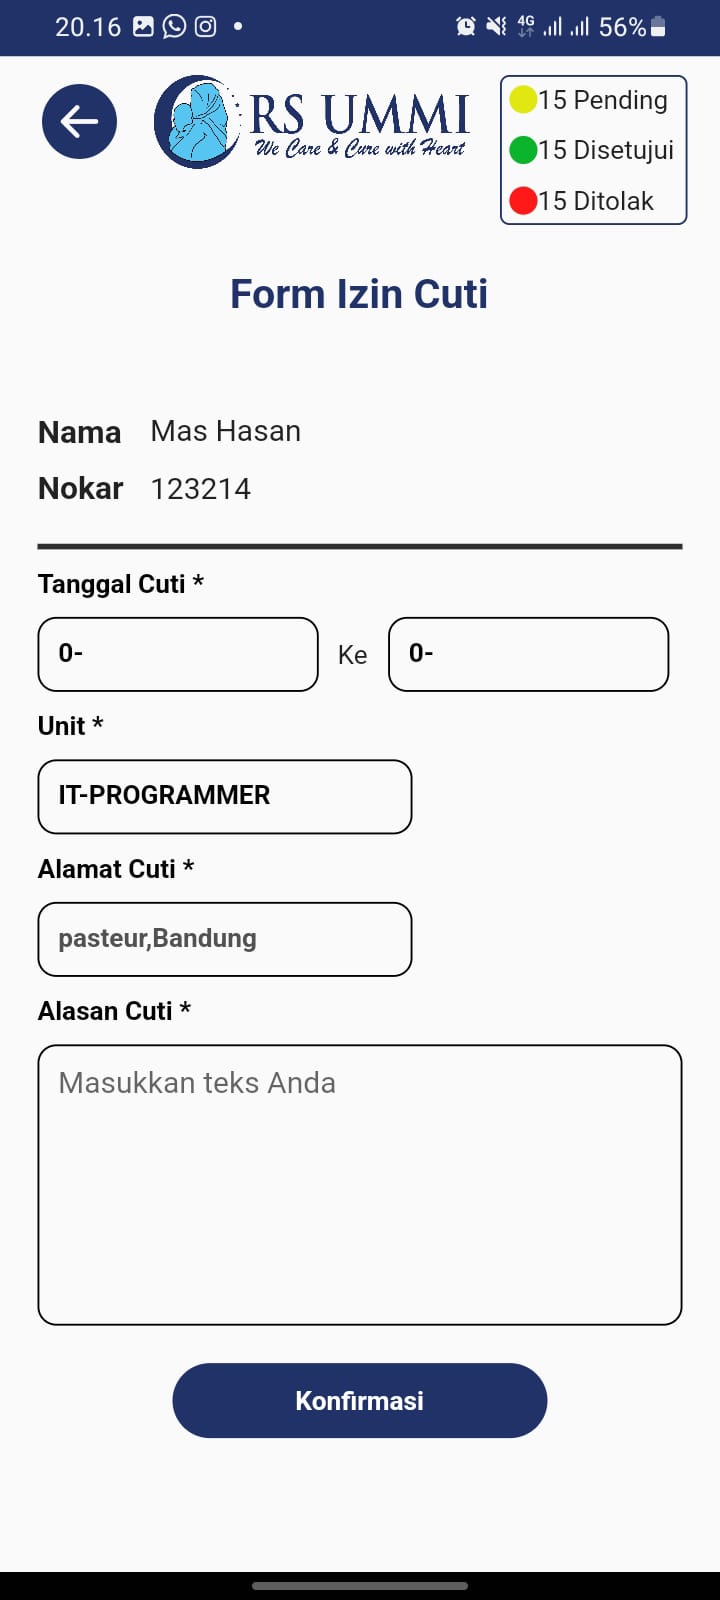 20.16
4G
56%
RS UMMI
We Care & Cure with Heart
15 Pending
15 Disetujui
15 Ditolak
Form Izin Cuti
Nama Mas Hasan
Nokar 123214
Tanggal Cuti *
0- Ke 0-
Unit *
IT-PROGRAMMER
Alamat Cuti *
pasteur,Bandung
Alasan Cuti *
Masukkan teks Anda
Konfirmasi